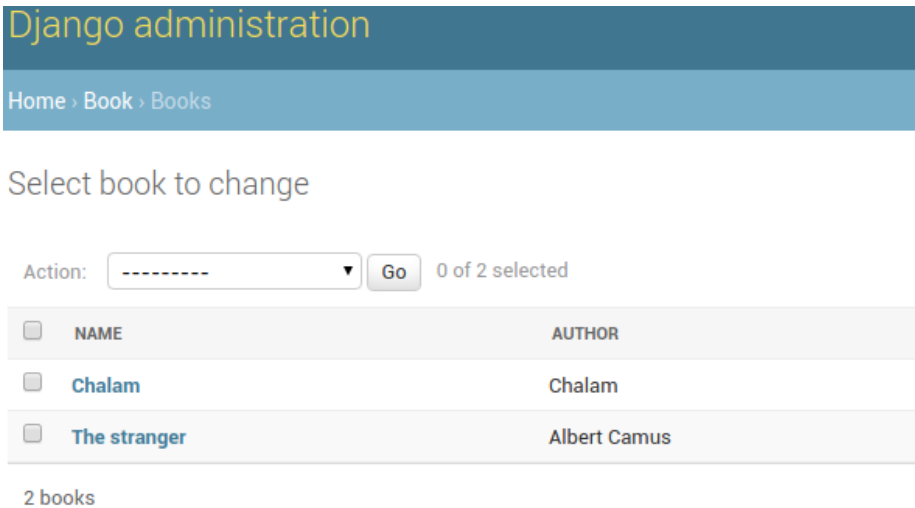 Django administration
Home › Book › Books
Select book to change
Action: --------- Go 0 of 2 selected
NAME AUTHOR
Chalam Chalam
The stranger Albert Camus
2 books